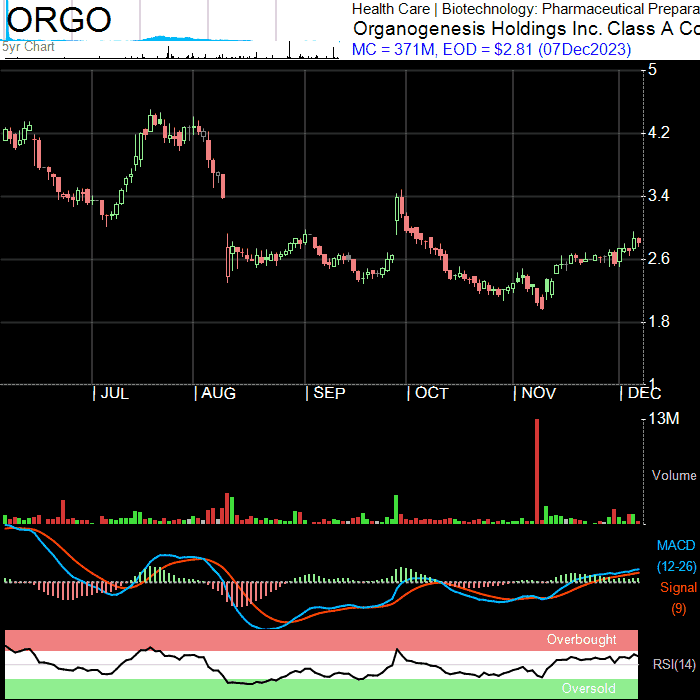 ORGO
5yr Chart
Health Care | Biotechnology: Pharmaceutical Prepara
Organogenesis Holdings Inc. Class A Co
MC = 371M, EOD = $2.81 (07Dec2023)
5
4.2
3.4
2.6
1.8
1
JUL AUG SEP OCT NOV DEC
13M
Volume
MACD
(12-26)
Signal
(9)
Overbought
RSI(14)
Oversold